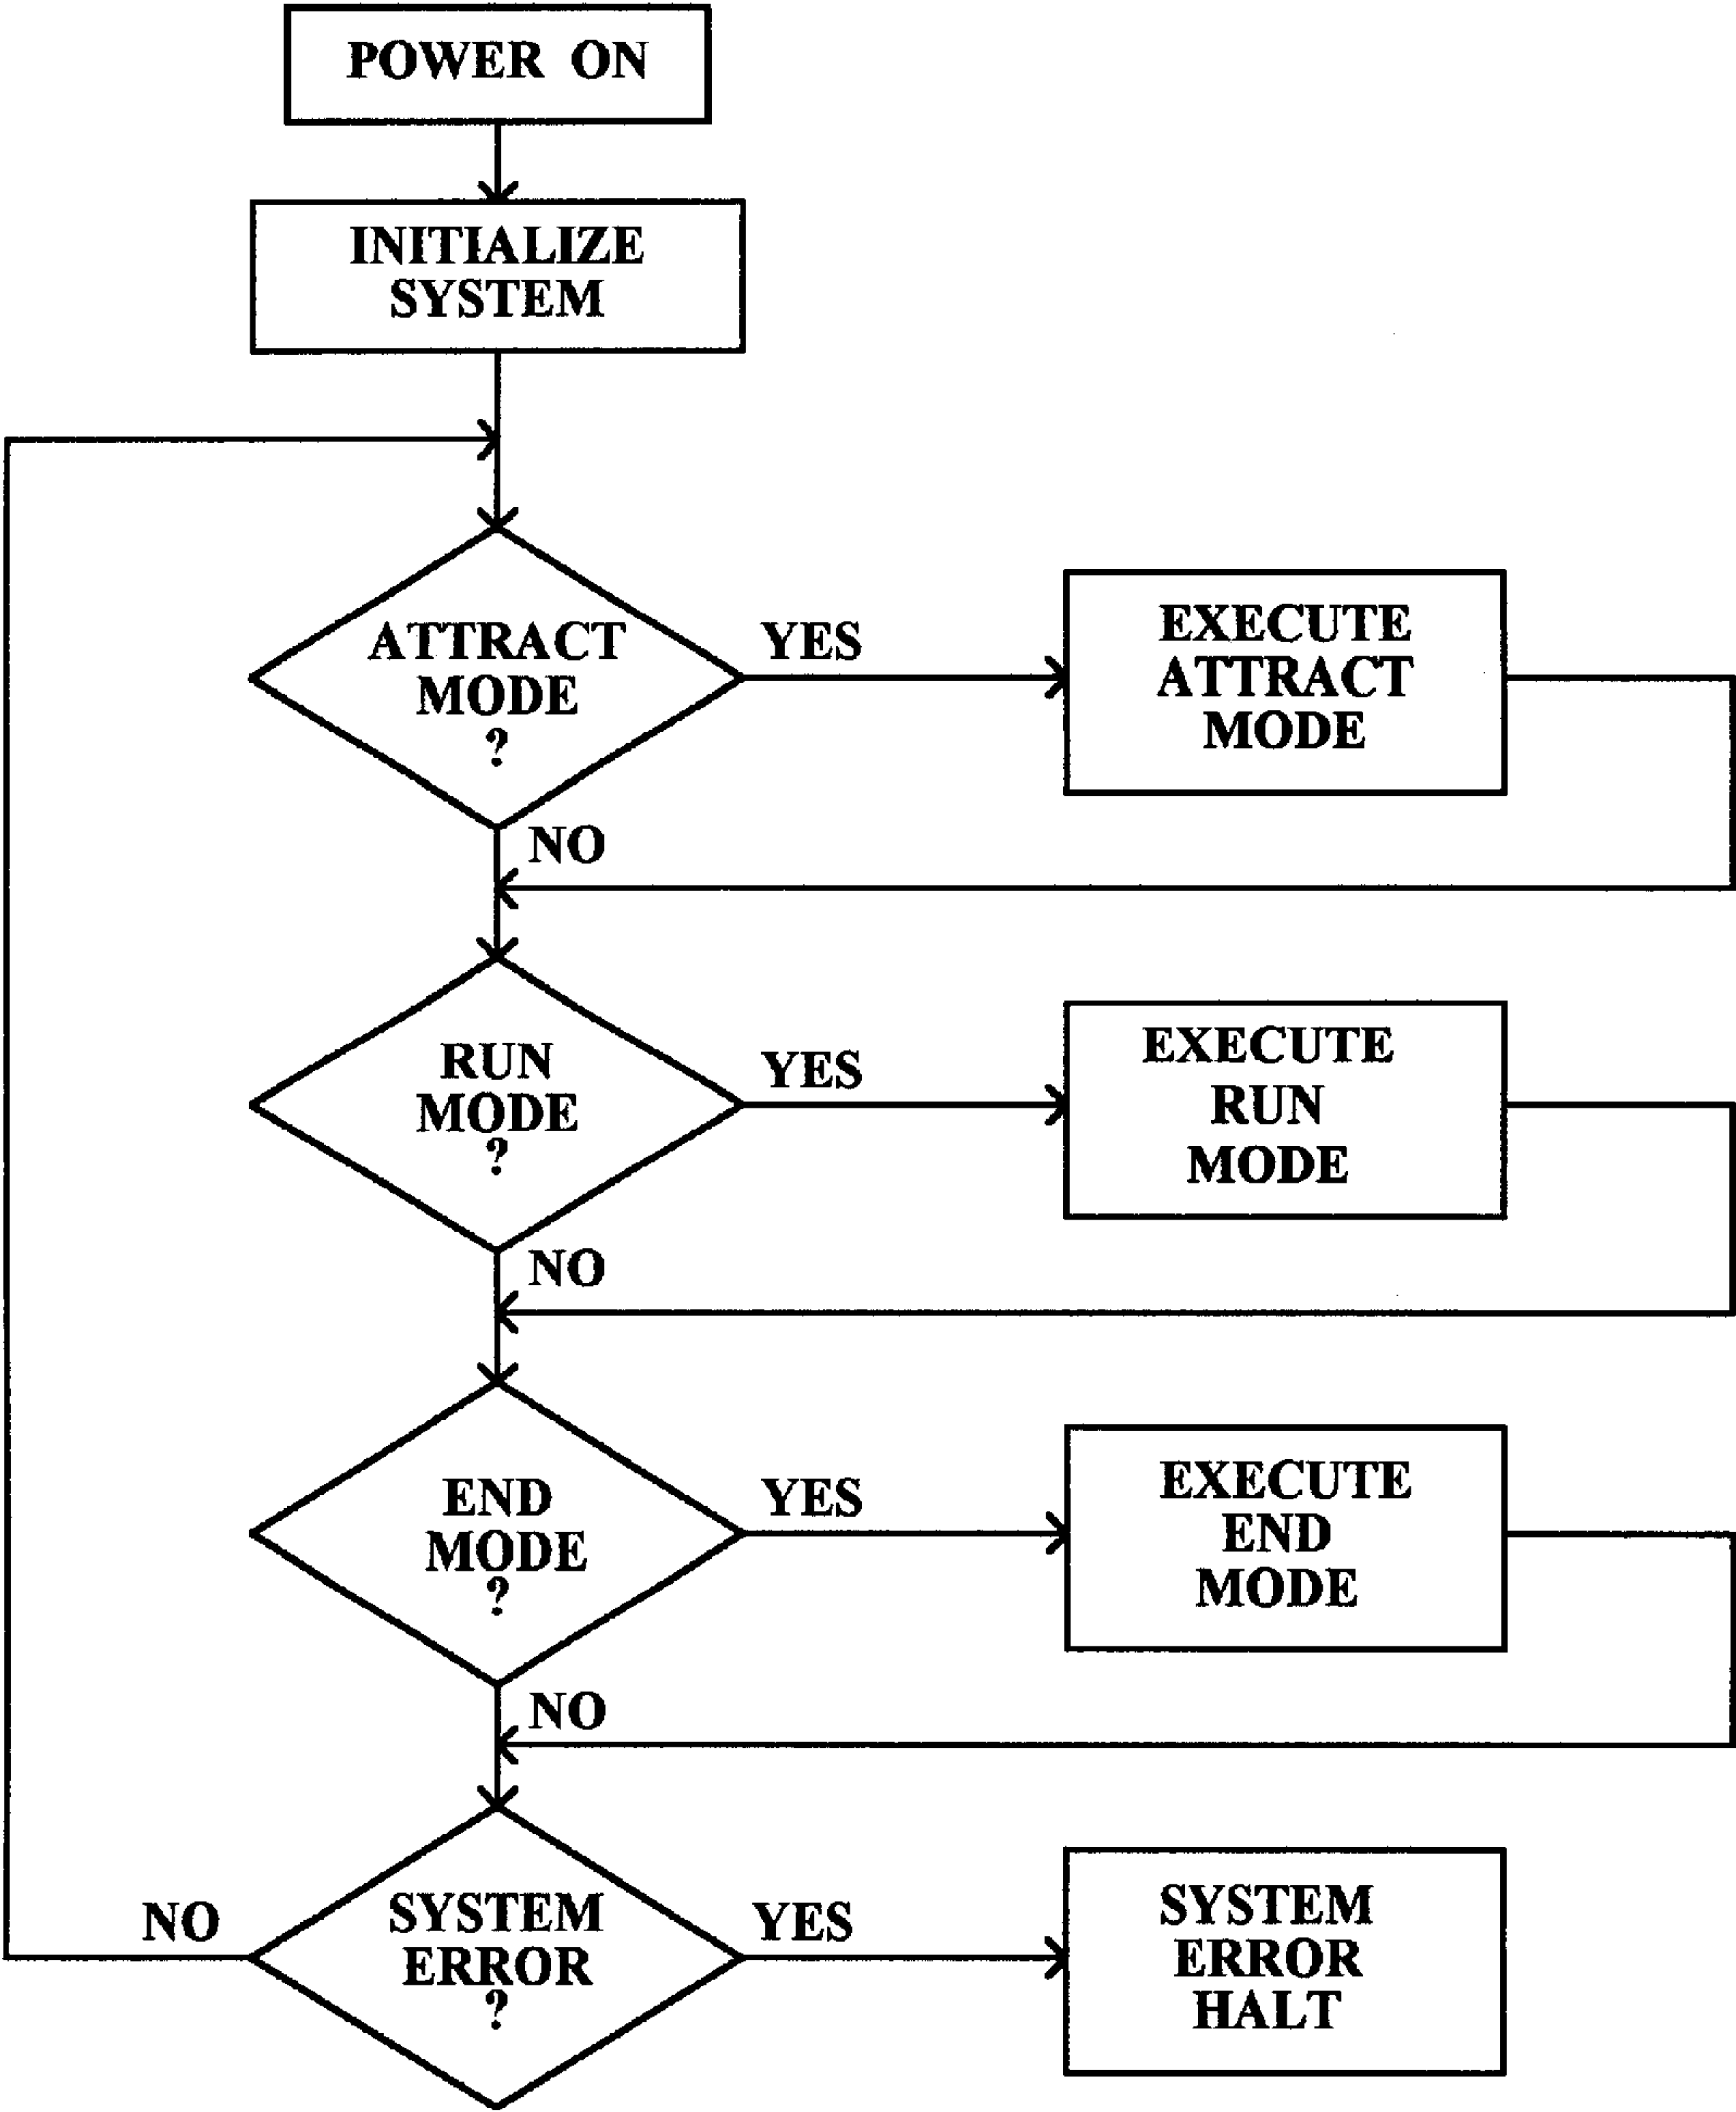 POWER ON
INITIALIZE
SYSTEM
ATTRACT
MODE
?
YES
EXECUTE
ATTRACT
MODE
NO
RUN
MODE
?
YES
EXECUTE
RUN
MODE
NO
END
MODE
?
YES
EXECUTE
END
MODE
NO
NO
SYSTEM
ERROR
?
YES
SYSTEM
ERROR
HALT